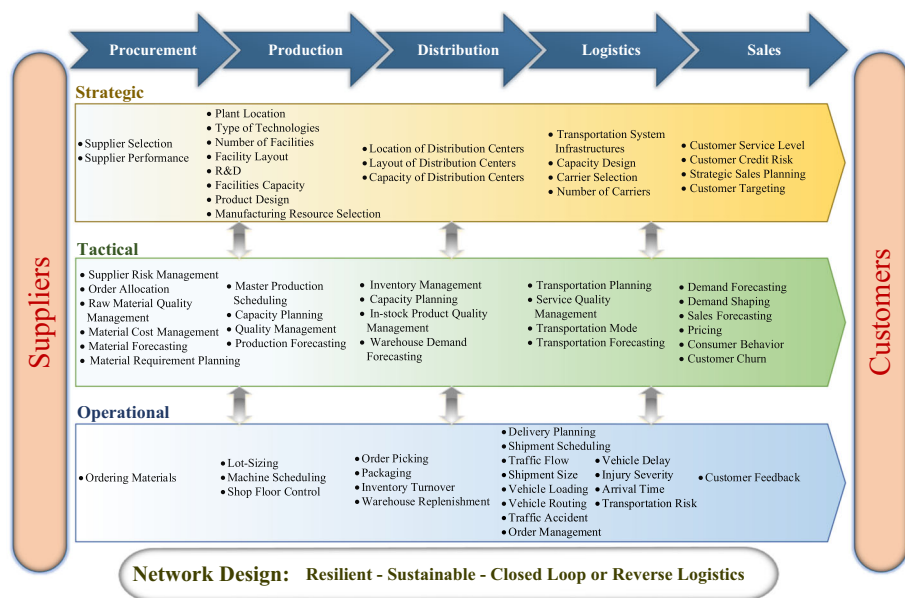 Procurement
Production
Distribution
Logistics
Sales
Suppliers
Customers
Strategic
• Supplier Selection
• Supplier Performance
• Plant Location
• Type of Technologies
• Number of Facilities
• Facility Layout
• R&D
• Facilities Capacity
• Product Design
• Manufacturing Resource Selection
• Location of Distribution Centers
• Layout of Distribution Centers
• Capacity of Distribution Centers
• Transportation System
Infrastructures
• Capacity Design
• Carrier Selection
• Number of Carriers
• Customer Service Level
• Customer Credit Risk
• Strategic Sales Planning
• Customer Targeting
Tactical
• Supplier Risk Management
• Order Allocation
• Raw Material Quality
Management
• Material Cost Management
• Material Forecasting
• Material Requirement Planning
• Master Production
Scheduling
• Capacity Planning
• Quality Management
• Production Forecasting
• Inventory Management
• Capacity Planning
• In-stock Product Quality
Management
• Warehouse Demand
Forecasting
• Transportation Planning
• Service Quality
Management
• Transportation Mode
• Transportation Forecasting
• Demand Forecasting
• Demand Shaping
• Sales Forecasting
• Pricing
• Consumer Behavior
• Customer Churn
Operational
• Ordering Materials
• Lot-Sizing
• Machine Scheduling
• Shop Floor Control
• Order Picking
• Packaging
• Inventory Turnover
• Warehouse Replenishment
• Delivery Planning
• Shipment Scheduling
• Traffic Flow
• Shipment Size
• Vehicle Loading
• Vehicle Routing
• Traffic Accident
• Order Management
• Vehicle Delay
• Injury Severity
• Arrival Time
• Transportation Risk
• Customer Feedback
Network Design: Resilient - Sustainable - Closed Loop or Reverse Logistics